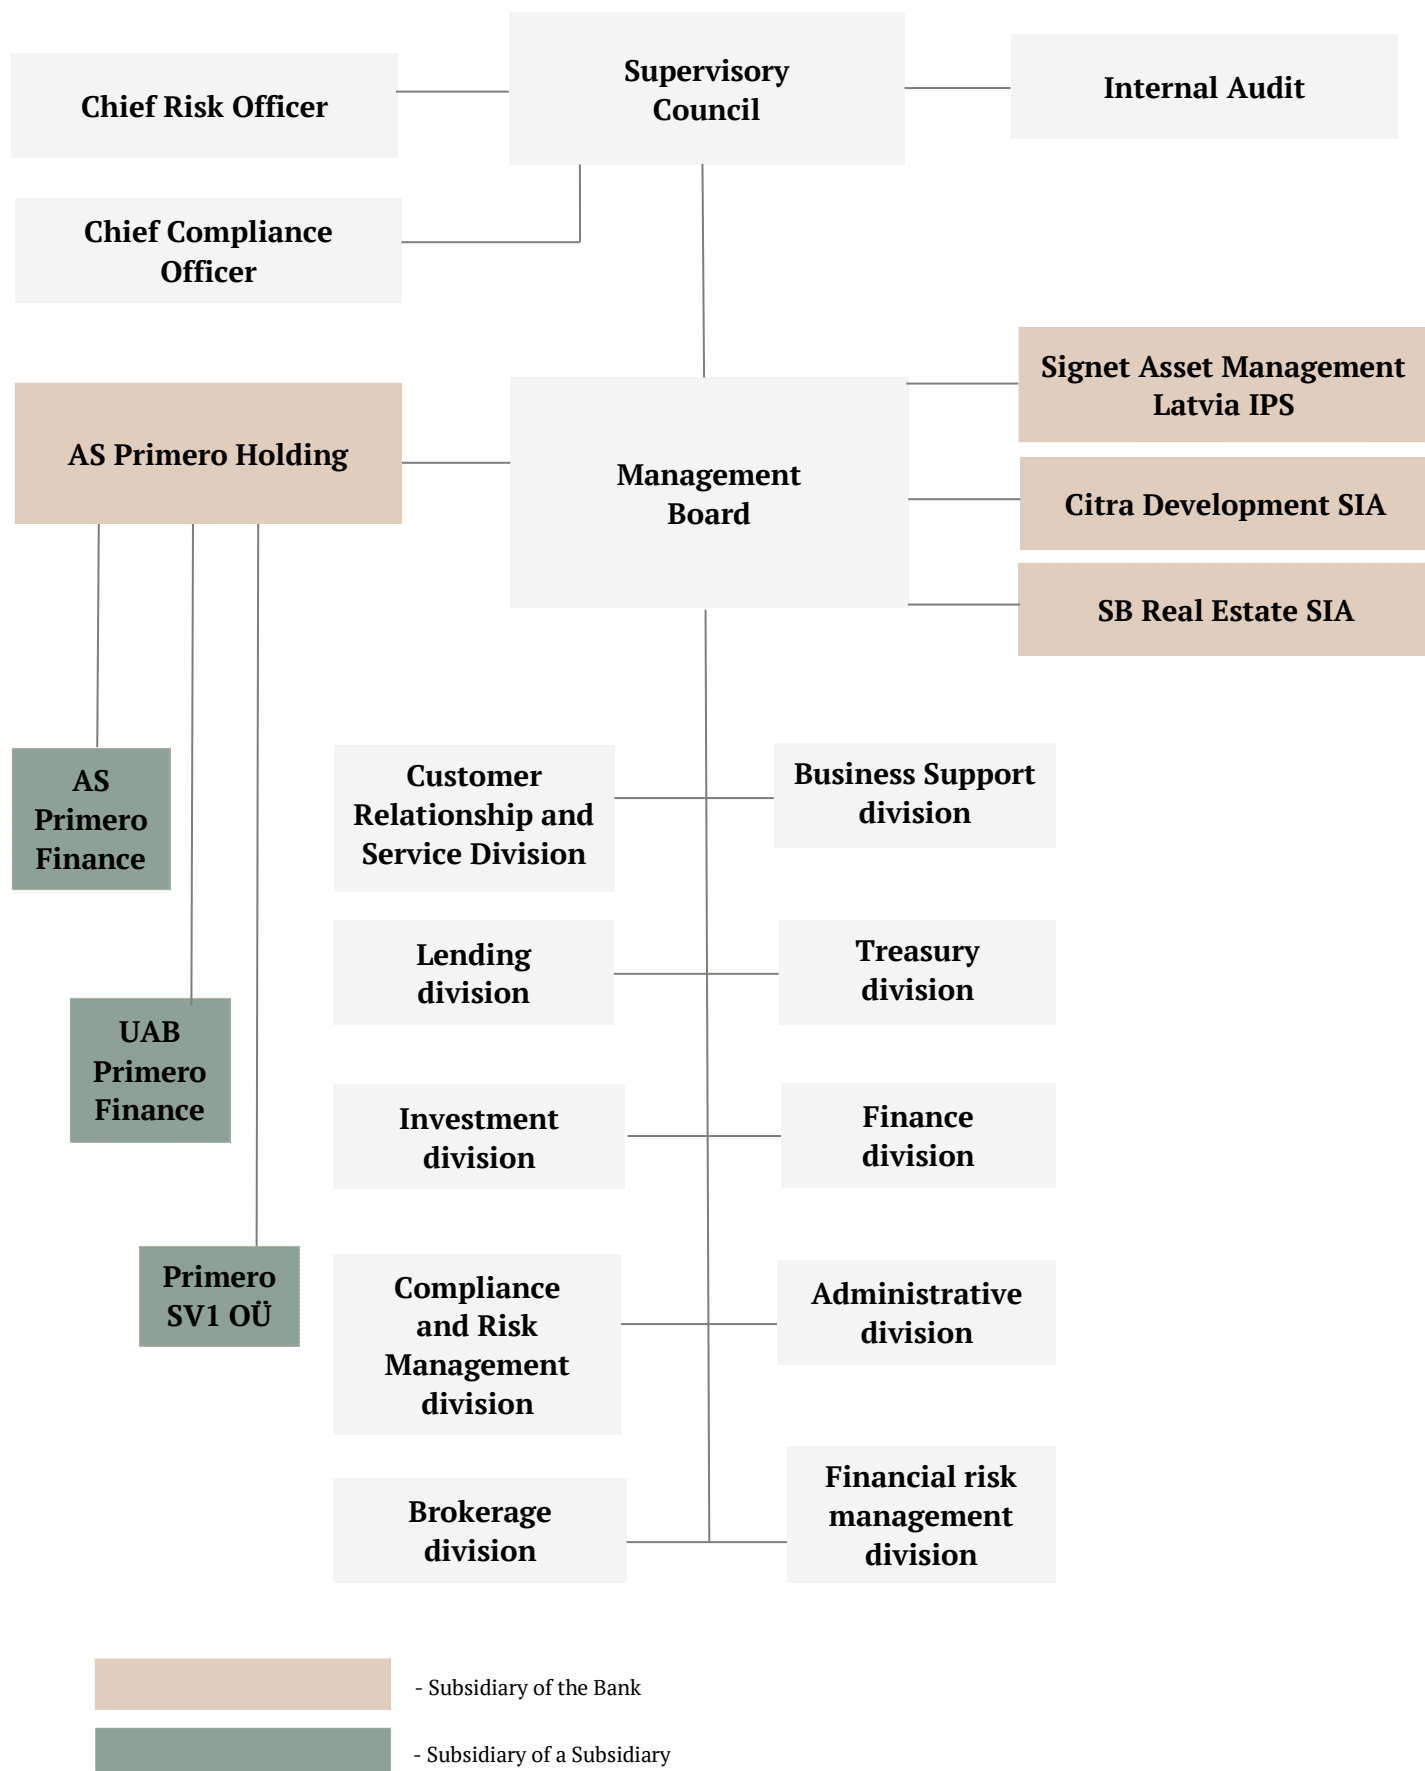 Supervisory
Council
Chief Risk Officer
Internal Audit
Chief Compliance
Officer
Signet Asset Management
Latvia IPS
AS Primero Holding
Management
Board
Citra Development SIA
SB Real Estate SIA
AS
Primero
Finance
Customer
Relationship and
Service Division
Business Support
division
Lending
division
Treasury
division
UAB
Primero
Finance
Investment
division
Finance
division
Primero
SV1 OÜ
Compliance
and Risk
Management
division
Administrative
division
Brokerage
division
Financial risk
management
division
- Subsidiary of the Bank
- Subsidiary of a Subsidiary